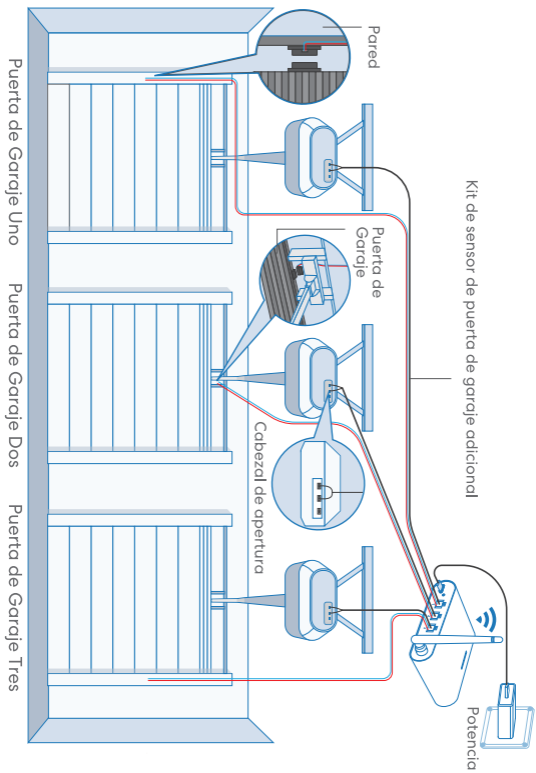 Kit de sensor de puerta de garaje adicional
Potencia
Pared
Puerta de
Garaje
Cabezal de apertura
Puerta de Garaje Uno
Puerta de Garaje Dos
Puerta de Garaje Tres